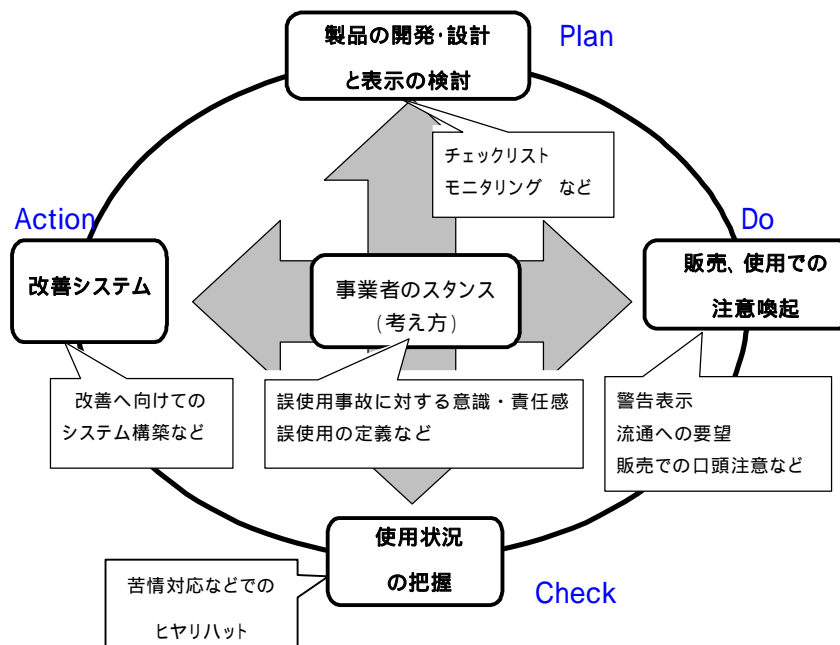 製品の開発・設計
と表示の検討
Plan
チェックリスト
モニタリング など
Action
Do
改善システム
事業者のスタンス
(考え方)
販売、使用での
注意喚起
改善へ向けての
システム構築など
誤使用事故に対する意識・責任感
誤使用の定義など
警告表示
流通への要望
販売での口頭注意など
使用状況
の把握
Check
苦情対応などでの
ヒヤリハット